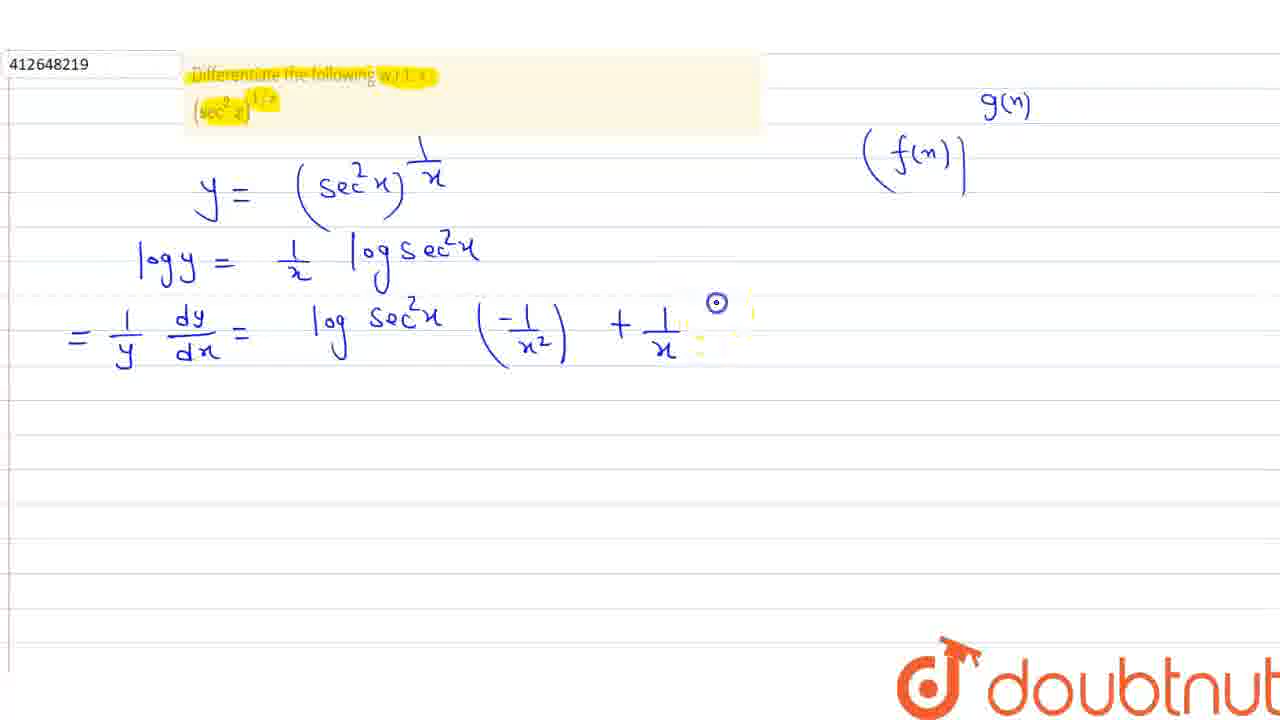 412648219
Differentiate the following w.r.t. x :
(sec² x)^(1/x)
g(x)
(f(x))
y = (sec²x)^(1/x)
log y = 1/x log sec²x
= 1/y dy/dx = log sec²x (-1/x²) + 1/x
doubtnut